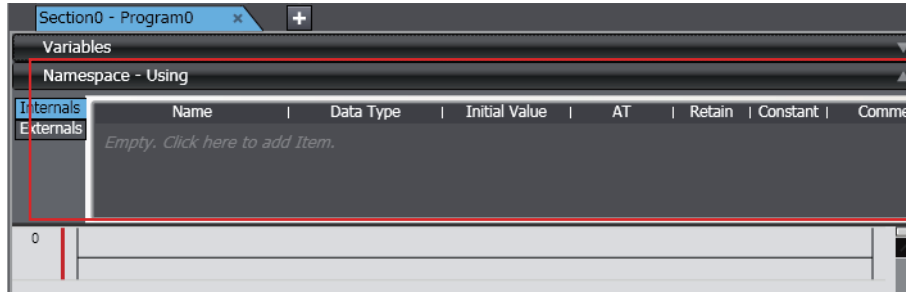 Section0 - Program0 × +
Variables
Namespace - Using
Internals
Externals
Name | Data Type | Initial Value | AT | Retain | Constant | Comme
Empty. Click here to add Item.
0